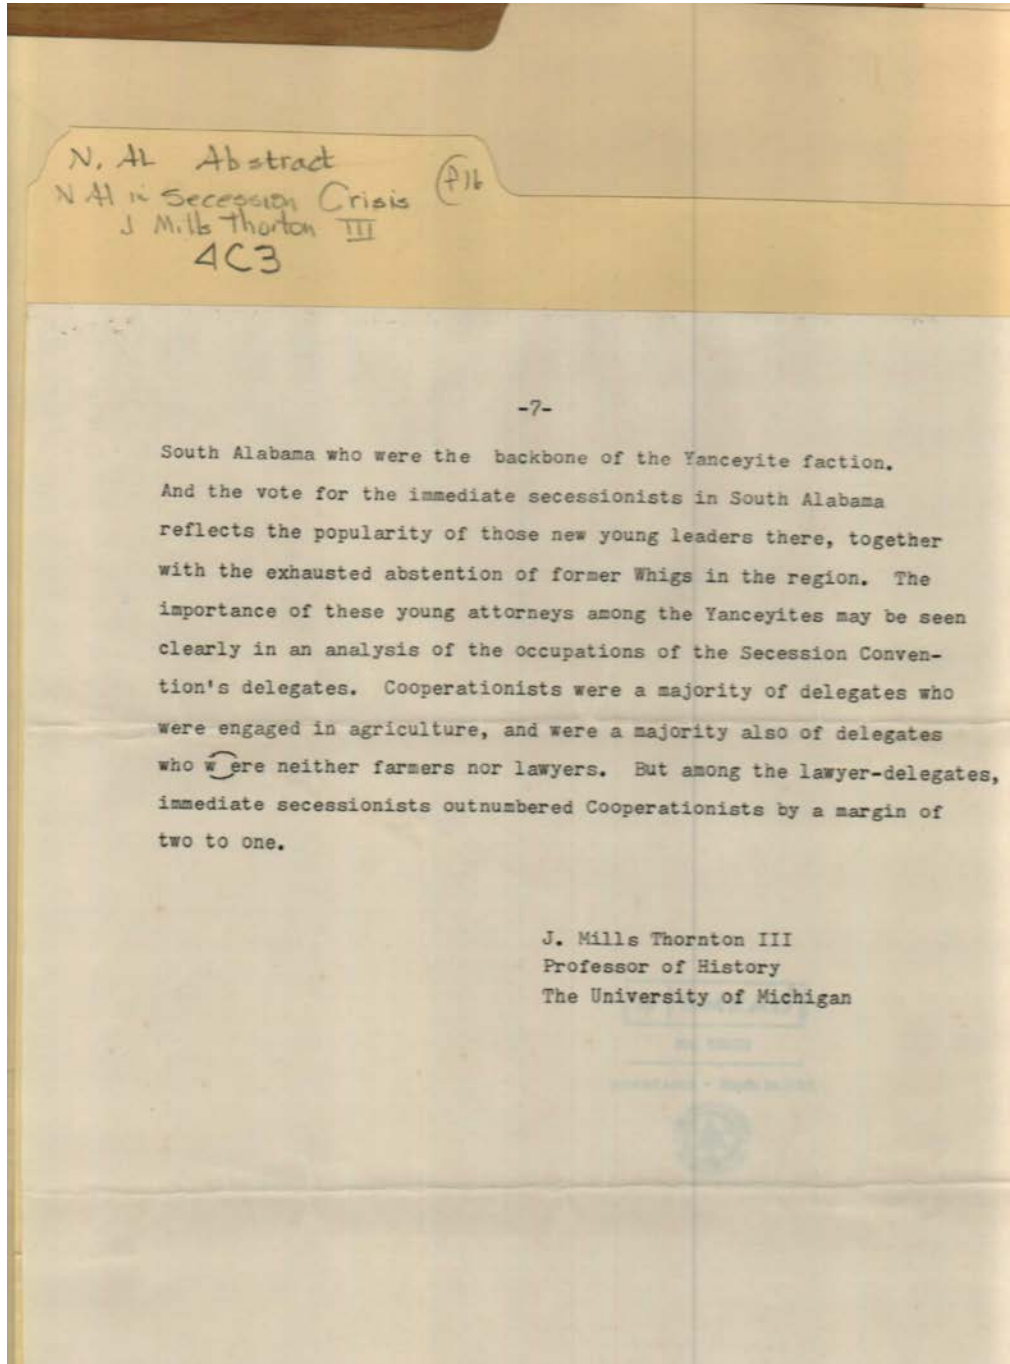 N. AL Abstract
N Al in Secession Crisis
P16
J Mills Thorton III
4C3
-7-
South Alabama who were the backbone of the Yanceyite faction.
And the vote for the immediate secessionists in South Alabama
reflects the popularity of those new young leaders there, together
with the exhausted abstention of former Whigs in the region. The
importance of these young attorneys among the Yanceyites may be seen
clearly in an analysis of the occupations of the Secession Conven-
tion's delegates. Cooperationists were a majority of delegates who
were engaged in agriculture, and were a majority also of delegates
who w ere neither farmers nor lawyers. But among the lawyer-delegates,
immediate secessionists outnumbered Cooperationists by a margin of
two to one.
J. Mills Thornton III
Professor of History
The University of Michigan